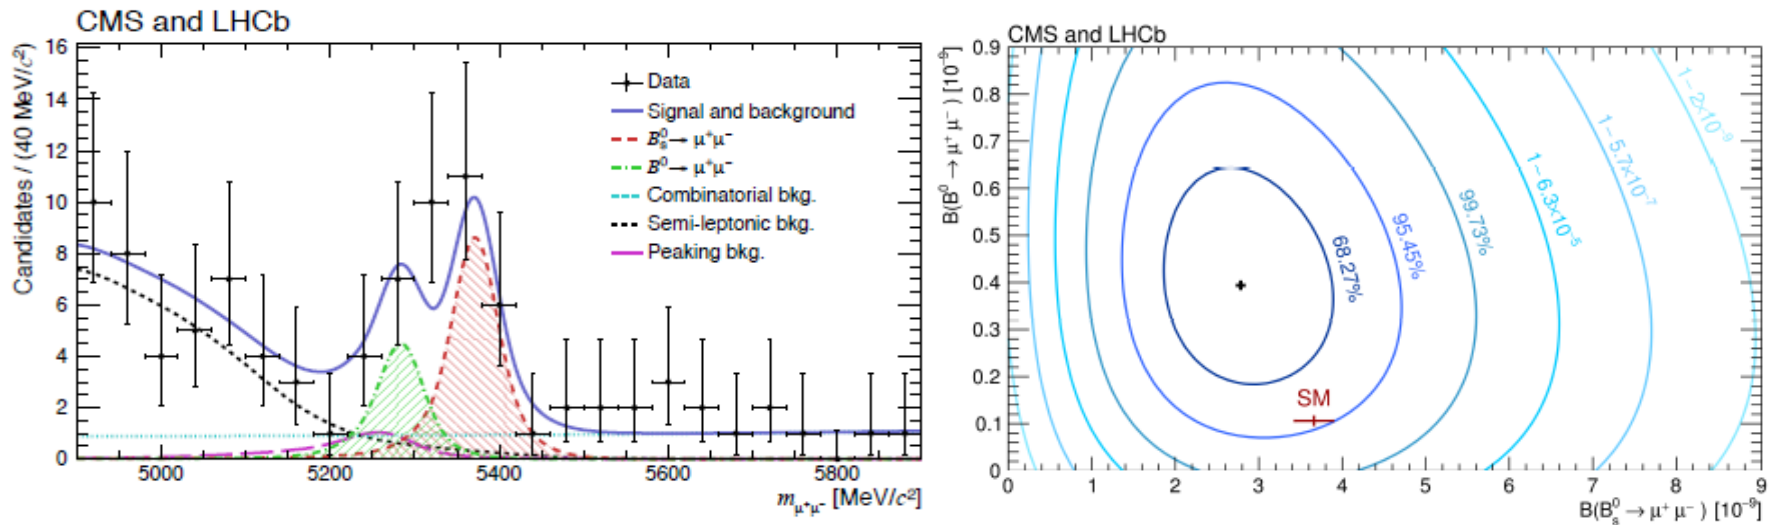 CMS and LHCb
Candidates / (40 MeV/c²)
16
14
12
10
8
6
4
2
0
Data
Signal and background
B⁰ₛ→ μ⁺μ⁻
B⁰→ μ⁺μ⁻
Combinatorial bkg.
Semi-leptonic bkg.
Peaking bkg.
5000 5200 5400 5600 5800
m_μ⁺μ⁻ [MeV/c²]
CMS and LHCb
B(B⁰ → μ⁺ μ⁻) [10⁻⁹]
0.9
0.8
0.7
0.6
0.5
0.4
0.3
0.2
0.1
0
68.27%
95.45%
99.73%
1−6.3×10⁻⁵
1−5.7×10⁻⁷
1−2×10⁻⁹
SM
0 1 2 3 4 5 6 7 8 9
B(B⁰ₛ → μ⁺ μ⁻) [10⁻⁹]